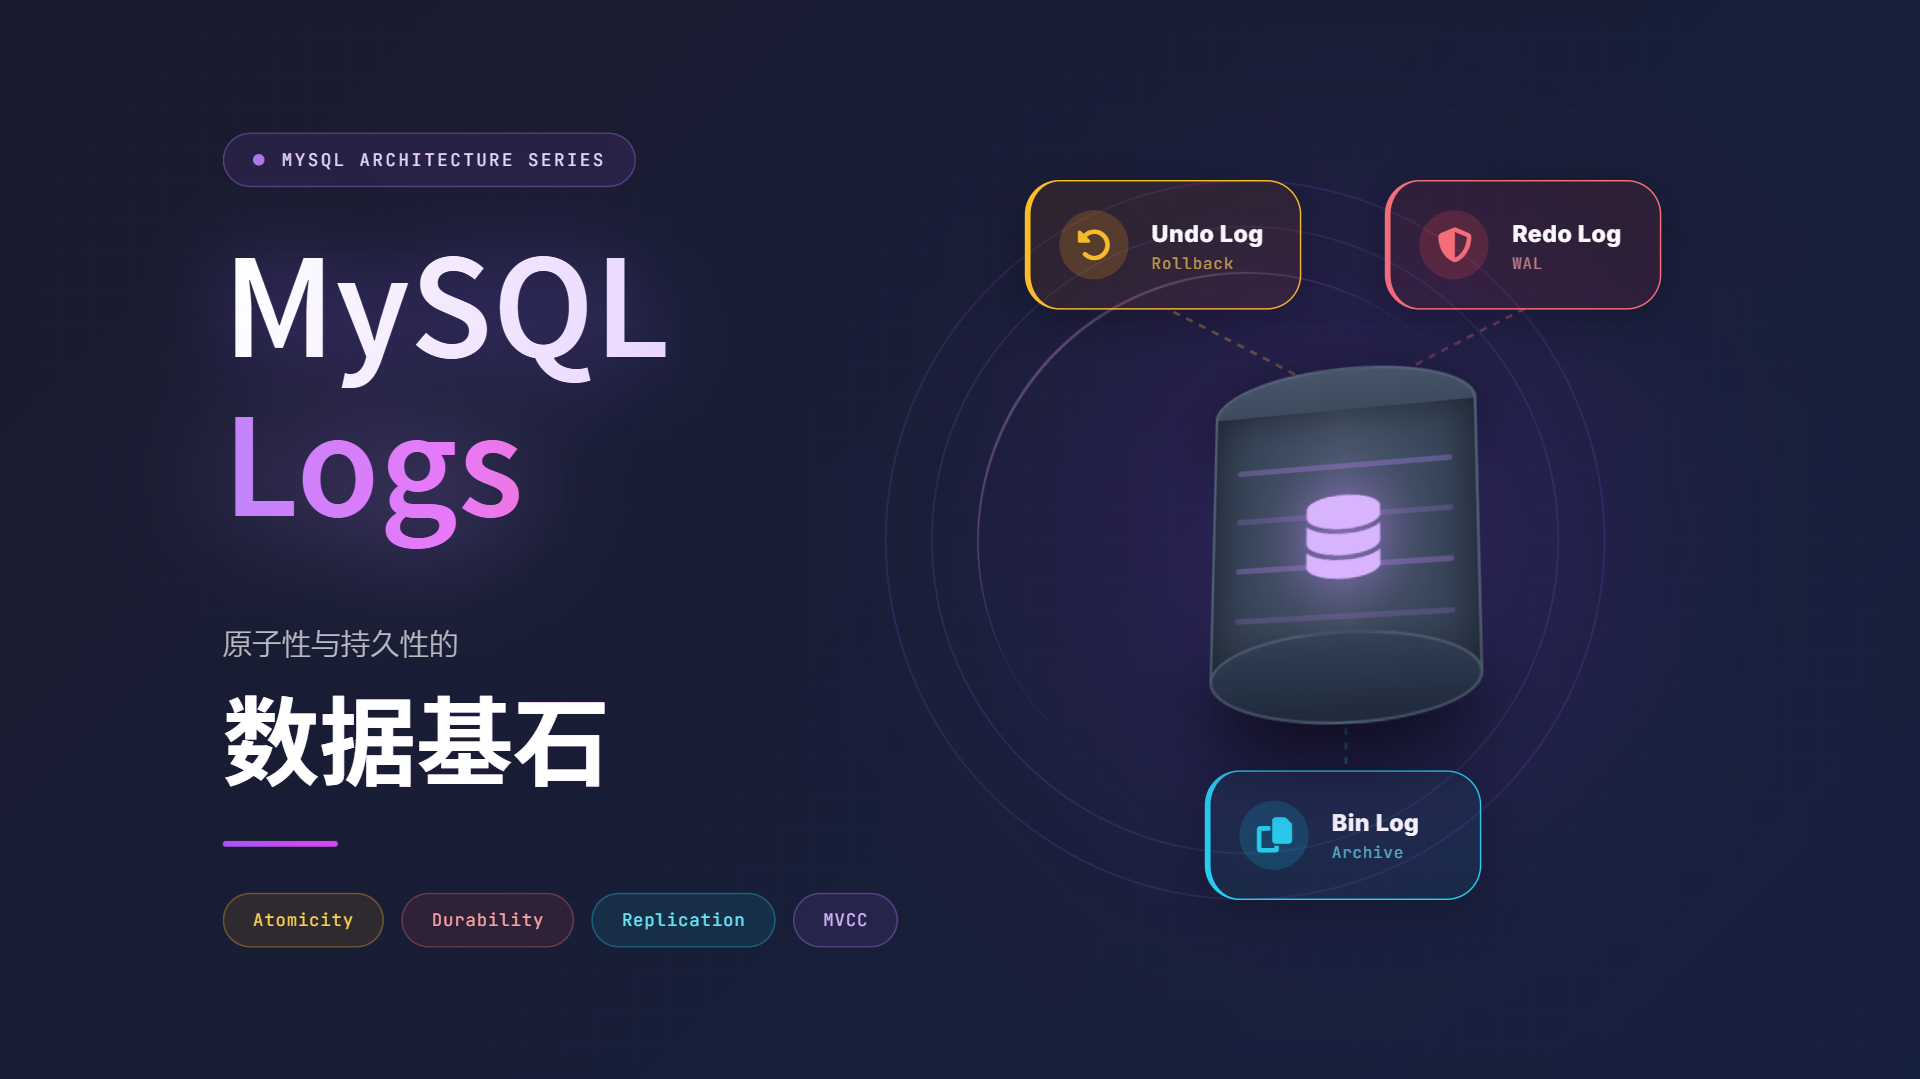 MYSQL ARCHITECTURE SERIES
MySQL
Logs
原子性与持久性的
数据基石
Atomicity
Durability
Replication
MVCC
Undo Log
Rollback
Redo Log
WAL
Bin Log
Archive